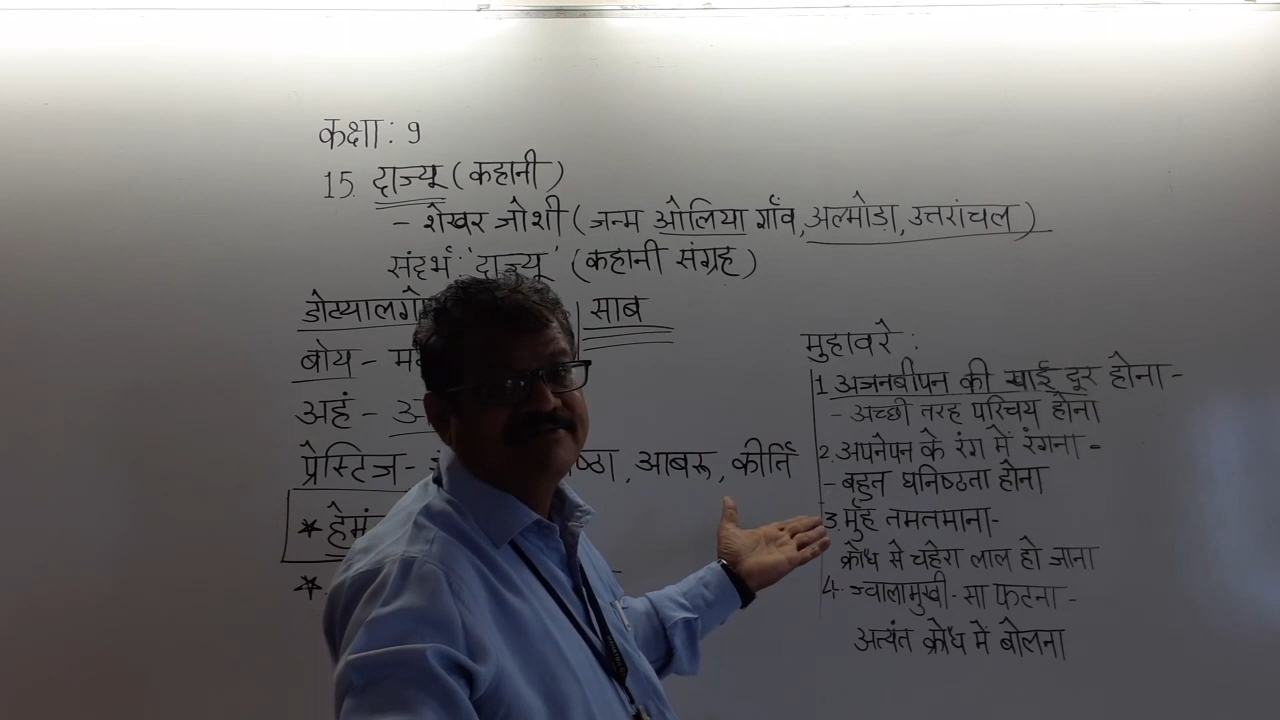 कक्षा: 9
15. दाज्यू (कहानी)
- शेखर जोशी (जन्म ओलिया गाँव, अल्मोड़ा, उत्तरांचल)
संदर्भ: 'दाज्यू' (कहानी संग्रह)
साब
बोय -
अहं -
प्रेस्टिज - आबरू, कीर्ति
*
*
मुहावरे :
1. अजनबीपन की खाई दूर होना -
- अच्छी तरह परिचय होना
2. अपनेपन के रंग में रंगना -
- बहुत घनिष्ठता होना
3. मुँह तमतमाना-
क्रोध से चहेरा लाल हो जाना
4. ज्वालामुखी-सा फटना -
अत्यंत क्रोध में बोलना